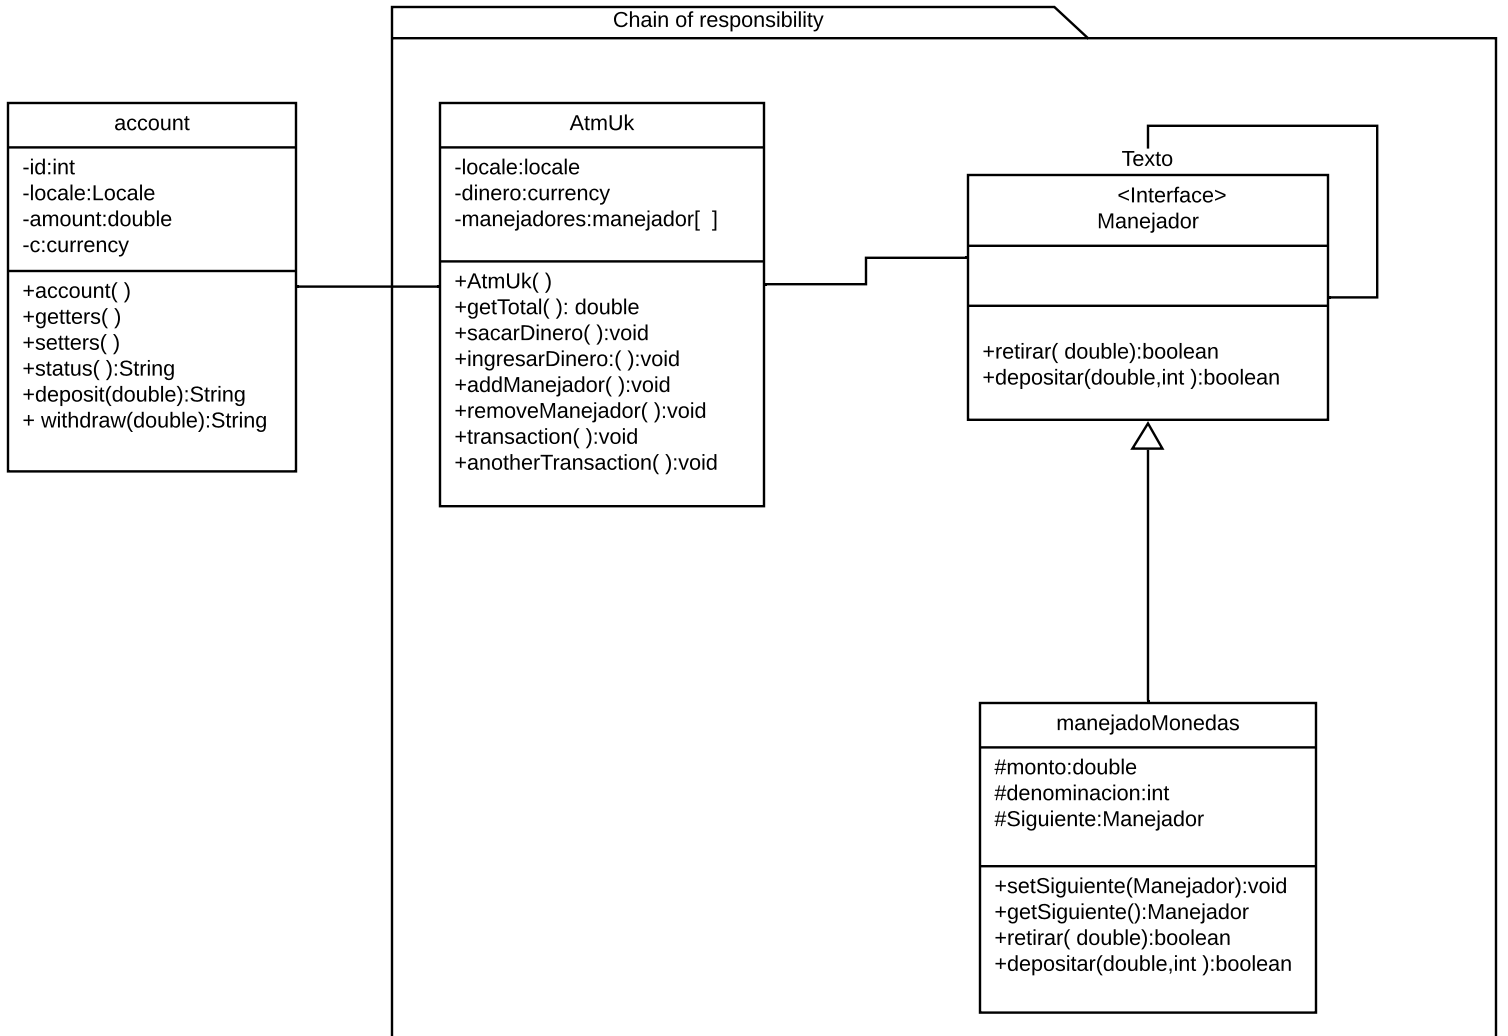 Chain of responsibility
account
-id:int
-locale:Locale
-amount:double
-c:currency
+account( )
+getters( )
+setters( )
+status( ):String
+deposit(double):String
+ withdraw(double):String
AtmUk
-locale:locale
-dinero:currency
-manejadores:manejador[  ]
+AtmUk( )
+getTotal( ): double
+sacarDinero( ):void
+ingresarDinero:( ):void
+addManejador( ):void
+removeManejador( ):void
+transaction( ):void
+anotherTransaction( ):void
Texto
<Interface>
Manejador
+retirar( double):boolean
+depositar(double,int ):boolean
manejadoMonedas
#monto:double
#denominacion:int
#Siguiente:Manejador
+setSiguiente(Manejador):void
+getSiguiente():Manejador
+retirar( double):boolean
+depositar(double,int ):boolean